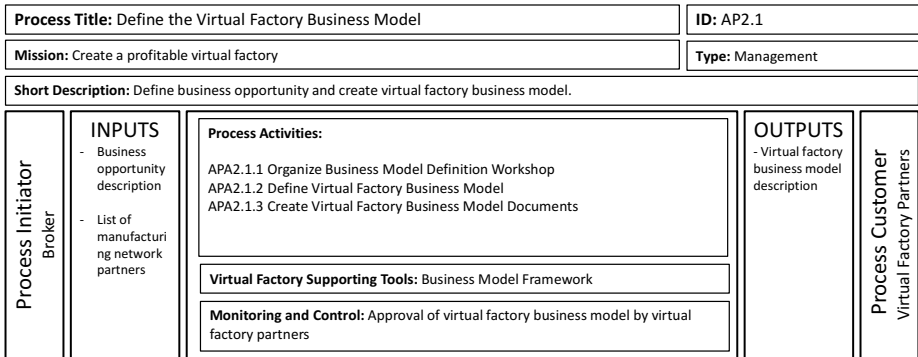 Process Title: Define the Virtual Factory Business Model
ID: AP2.1
Mission: Create a profitable virtual factory
Type: Management
Short Description: Define business opportunity and create virtual factory business model.
Process Initiator
Broker
INPUTS
- Business
opportunity
description
- List of
manufacturi
ng network
partners
Process Activities:
APA2.1.1 Organize Business Model Definition Workshop
APA2.1.2 Define Virtual Factory Business Model
APA2.1.3 Create Virtual Factory Business Model Documents
Virtual Factory Supporting Tools: Business Model Framework
Monitoring and Control: Approval of virtual factory business model by virtual
factory partners
OUTPUTS
- Virtual factory
business model
description
Process Customer
Virtual Factory Partners